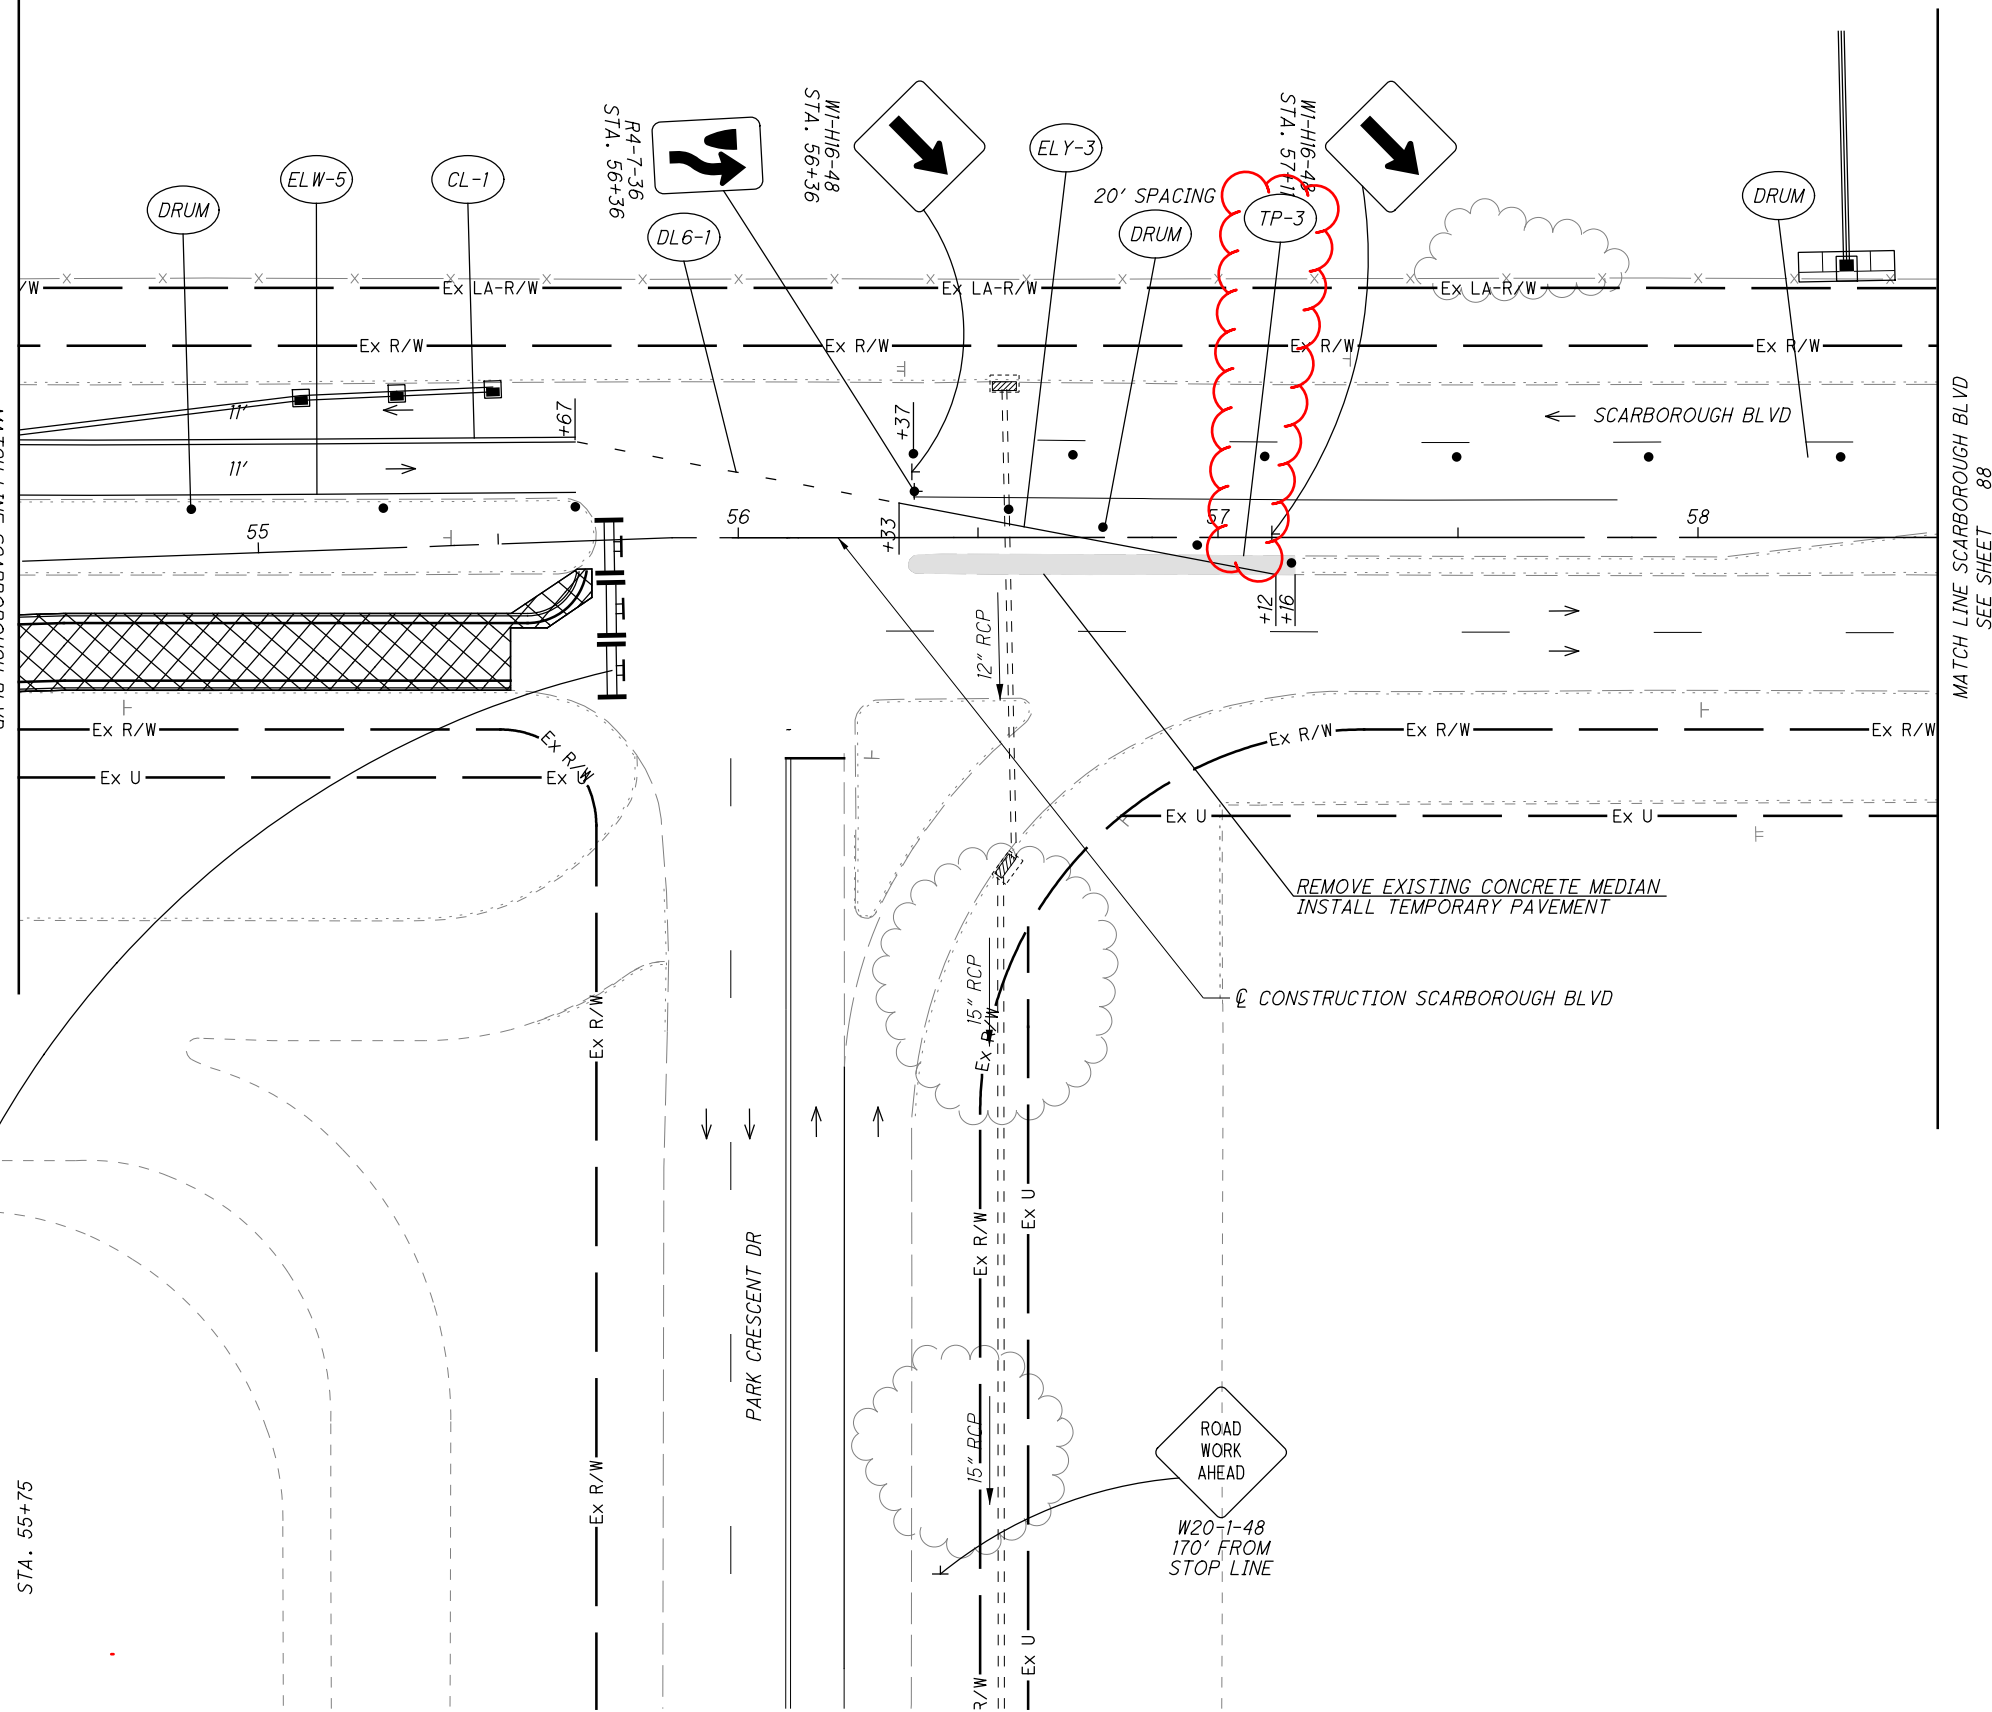 R4-7-36
STA. 56+36
W1-H16-48
STA. 56+36
W1-H16-48
STA. 57+11
DRUM
ELW-5
CL-1
DL6-1
ELY-3
20' SPACING
DRUM
TP-3
DRUM
Ex LA-R/W
Ex LA-R/W
Ex LA-R/W
/W
Ex R/W
Ex R/W
Ex R/W
Ex R/W
11'
11'
+67
+37
SCARBOROUGH BLVD
55
56
57
58
+33
+12
+16
MATCH LINE SCARBOROUGH BLVD
SEE SHEET 88
12" RCP
Ex R/W
Ex R/W
Ex R/W
Ex R/W
Ex R/W
Ex U
Ex U
Ex U
Ex U
REMOVE EXISTING CONCRETE MEDIAN
INSTALL TEMPORARY PAVEMENT
℄ CONSTRUCTION SCARBOROUGH BLVD
15" RCP
Ex R/W
Ex R/W
Ex R/W
Ex U
PARK CRESCENT DR
15" RCP
Ex R/W
ROAD
WORK
AHEAD
W20-1-48
170' FROM
STOP LINE
STA. 55+75
Ex U
R/W